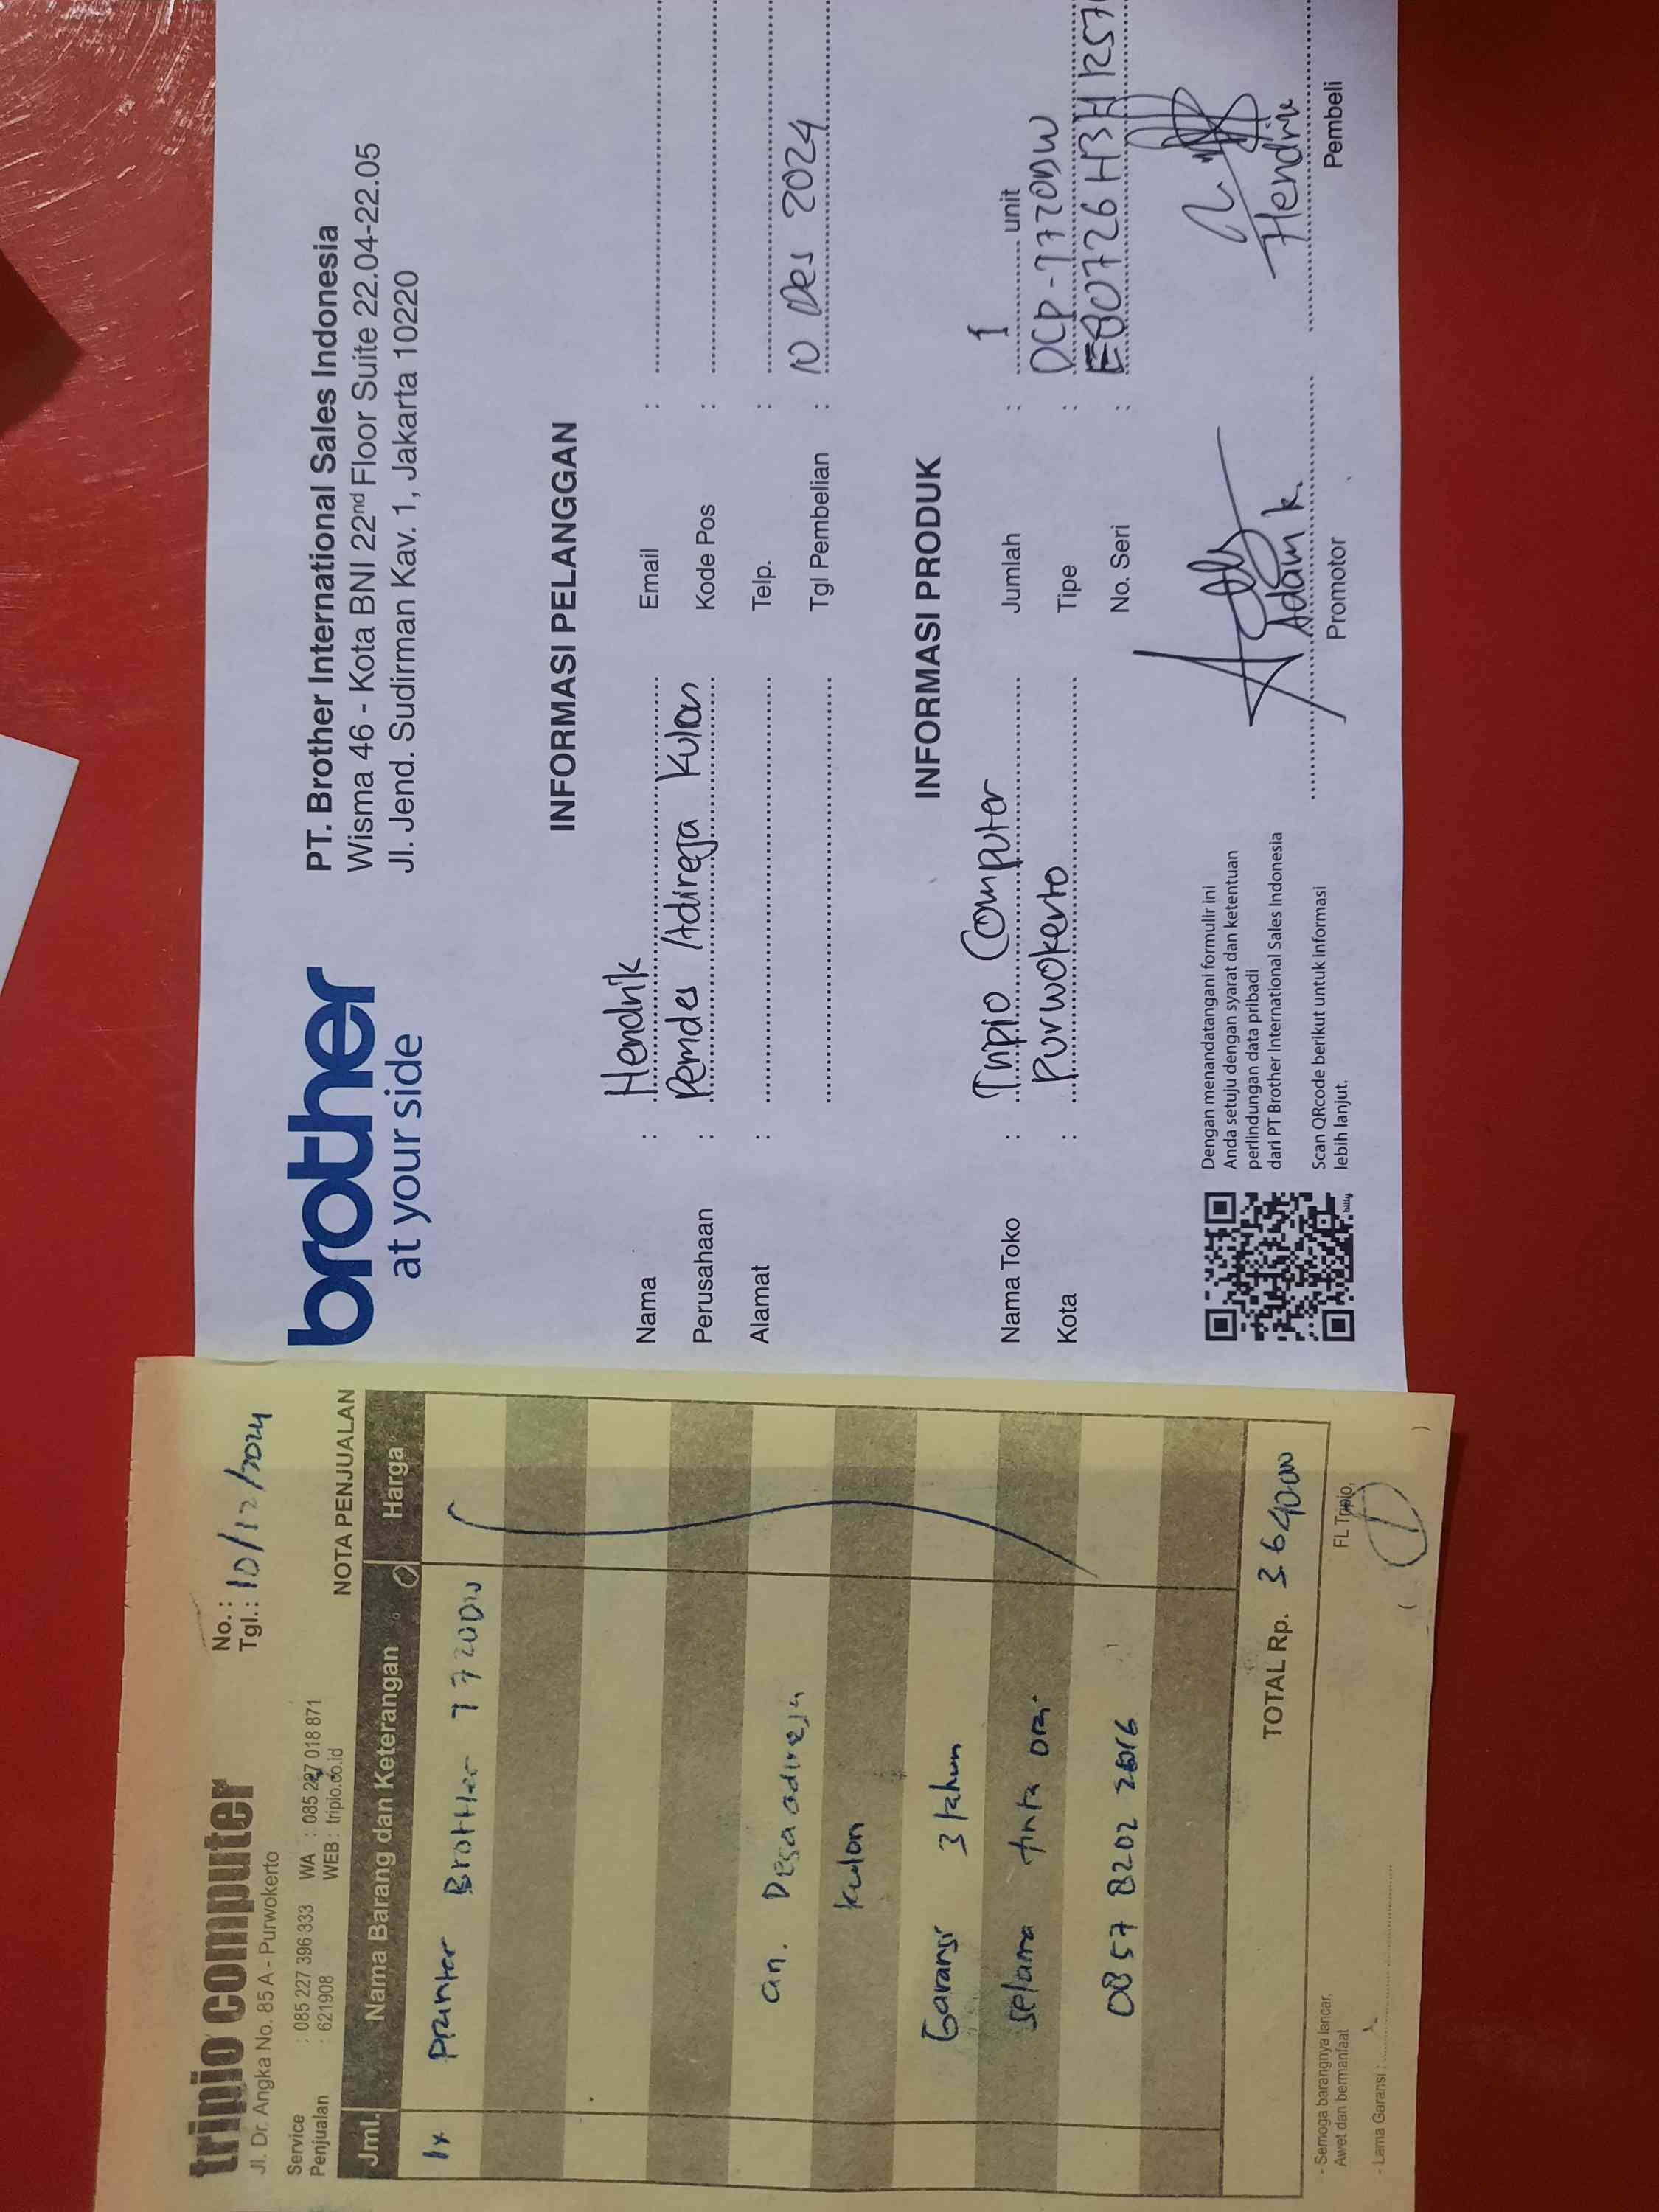 tripio computer
Jl. Dr. Angka No. 85 A - Purwokerto
Service : 085 227 396 333 WA : 085 227 018 871
Penjualan : 621908 WEB : tripio.co.id
No. :
Tgl. : 10/12/2024
NOTA PENJUALAN
Jml. Nama Barang dan Keterangan Harga
1x Printer Brother T720DW
an. Desa adireja
kulon
Garansi 3 tahun
selama tinta ori
0857 8202 2616
TOTAL Rp. 3.640.000
- Semoga barangnya lancar,
Awet dan bermanfaat
- Lama Garansi :
FL Tripio,
brother
at your side
PT. Brother International Sales Indonesia
Wisma 46 - Kota BNI 22nd Floor Suite 22.04-22.05
Jl. Jend. Sudirman Kav. 1, Jakarta 10220
INFORMASI PELANGGAN
Nama : Hendrik Email :
Perusahaan : Pemdes Adireja Kulon Kode Pos :
Alamat : Telp. :
Tgl Pembelian : 10 Des 2024
INFORMASI PRODUK
Nama Toko : Tripio Computer Jumlah : 1 unit
Kota : Purwokerto Tipe : DCP-T720DW
No. Seri : E80726H3H1257
Dengan menandatangani formulir ini
Anda setuju dengan syarat dan ketentuan
perlindungan data pribadi
dari PT Brother International Sales Indonesia
Scan QRcode berikut untuk informasi
lebih lanjut.
Adam k. Hendrik
Promotor Pembeli